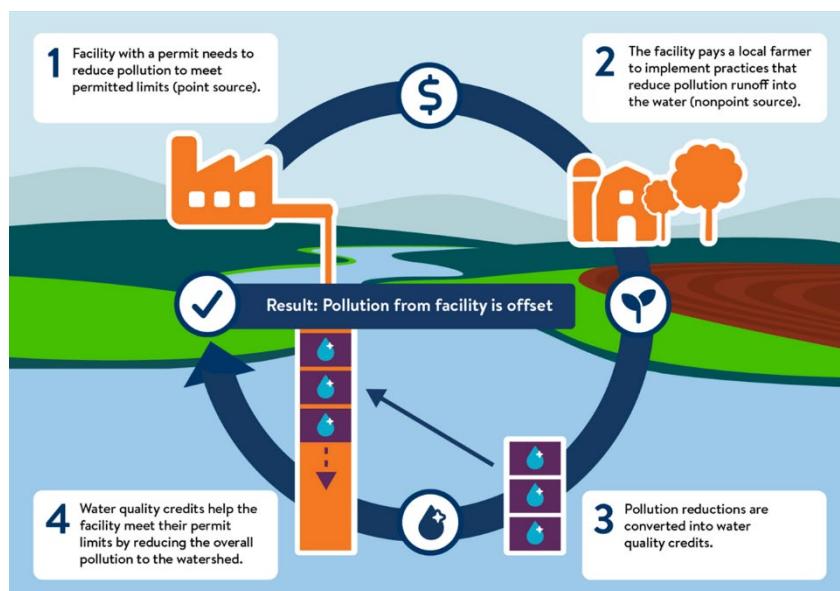 1
Facility with a permit needs to
reduce pollution to meet
permitted limits (point source).
$
2
The facility pays a local farmer
to implement practices that
reduce pollution runoff into
the water (nonpoint source).
Result: Pollution from facility is offset
3
Pollution reductions are
converted into water
quality credits.
4
Water quality credits help the
facility meet their permit
limits by reducing the overall
pollution to the watershed.